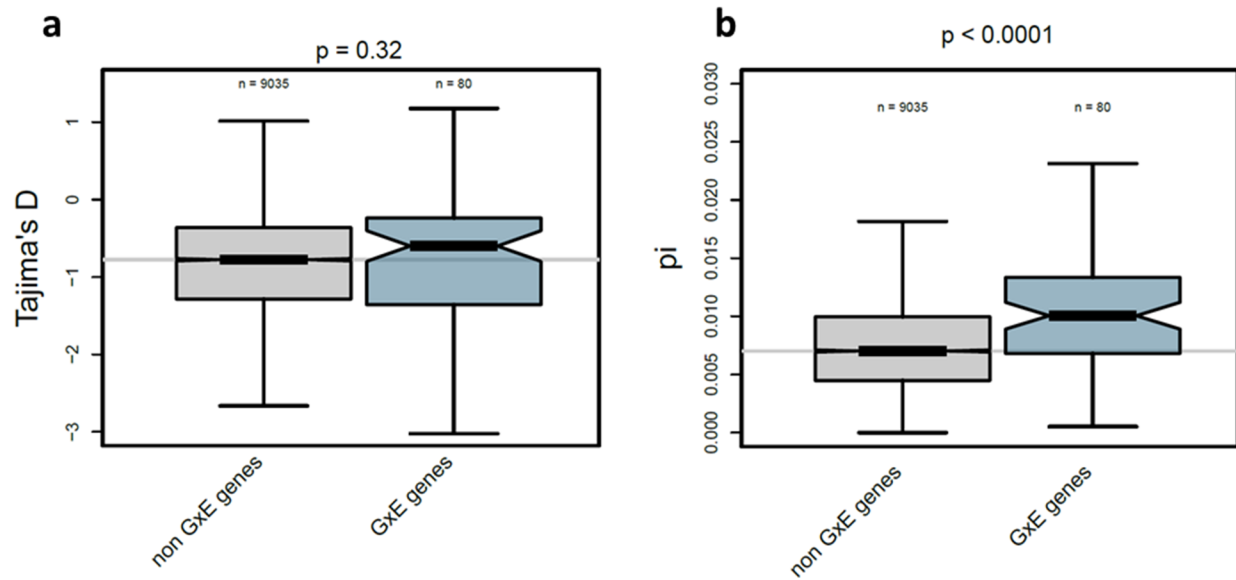 a
p = 0.32
n = 9035
n = 80
Tajima's D
1
0
−1
−2
−3
non GxE genes
GxE genes
b
p < 0.0001
n = 9035
n = 80
pi
0.030
0.025
0.020
0.015
0.010
0.005
0.000
non GxE genes
GxE genes